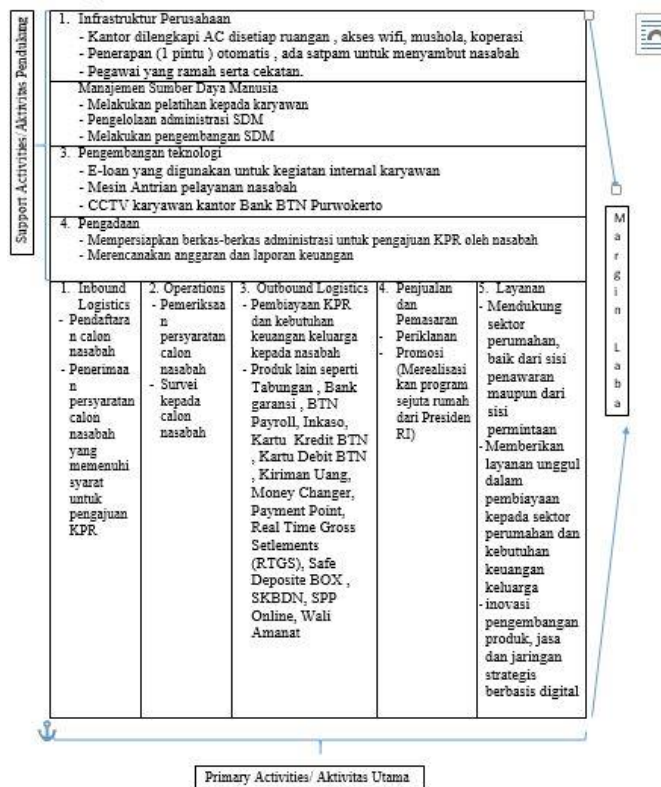 Support Activities/Aktivitas Pendukung
1. Infrastruktur Perusahaan
- Kantor dilengkapi AC disetiap ruangan , akses wifi, mushola, koperasi
- Penerapan (1 pintu ) otomatis , ada satpam untuk menyambut nasabah
- Pegawai yang ramah serta cekatan.
Manajemen Sumber Daya Manusia
- Melakukan pelatihan kepada karyawan
- Pengelolaan administrasi SDM
- Melakukan pengembangan SDM
3. Pengembangan teknologi
- E-loan yang digunakan untuk kegiatan internal karyawan
- Mesin Antrian pelayanan nasabah
- CCTV karyawan kantor Bank BTN Purwokerto
4. Pengadaan
- Mempersiapkan berkas-berkas administrasi untuk pengajuan KPR oleh nasabah
- Merencanakan anggaran dan laporan keuangan
1. Inbound
Logistics
- Pendaftara
n calon
nasabah
- Penerimaa
n
persyaratan
calon
nasabah
yang
memenuhi
syarat
untuk
pengajuan
KPR
2. Operations
- Pemeriksaa
n
persyaratan
calon
nasabah
- Survei
kepada
calon
nasabah
3. Outbound Logistics
- Pembiayaan KPR
dan kebutuhan
keuangan keluarga
kepada nasabah
- Produk lain seperti
Tabungan , Bank
garansi , BTN
Payroll, Inkaso,
Kartu Kredit BTN
, Kartu Debit BTN
, Kiriman Uang,
Money Changer,
Payment Point,
Real Time Gross
Setlements
(RTGS), Safe
Deposite BOX ,
SKBDN, SPP
Online, Wali
Amanat
4. Penjualan
dan
Pemasaran
- Periklanan
- Promosi
(Merealisasi
kan program
sejuta rumah
dari Presiden
RI)
5. Layanan
- Mendukung
sektor
perumahan,
baik dari sisi
penawaran
maupun dari
sisi
permintaan
- Memberikan
layanan unggul
dalam
pembiayaan
kepada sektor
perumahan dan
kebutuhan
keuangan
keluarga
- inovasi
pengembangan
produk, jasa
dan jaringan
strategis
berbasis digital
Margin Laba
Primary Activities/ Aktivitas Utama